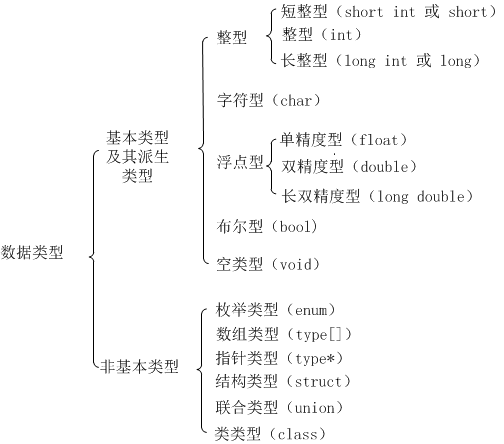 短整型（short int 或 short）
整型
整型（int）
长整型（long int 或 long）
字符型（char）
基本类型
及其派生
类型
单精度型（float）
浮点型
双精度型（double）
长双精度型（long double）
布尔型（bool）
数据类型
空类型（void）
枚举类型（enum）
数组类型（type[]）
指针类型（type*）
非基本类型
结构类型（struct）
联合类型（union）
类类型（class）